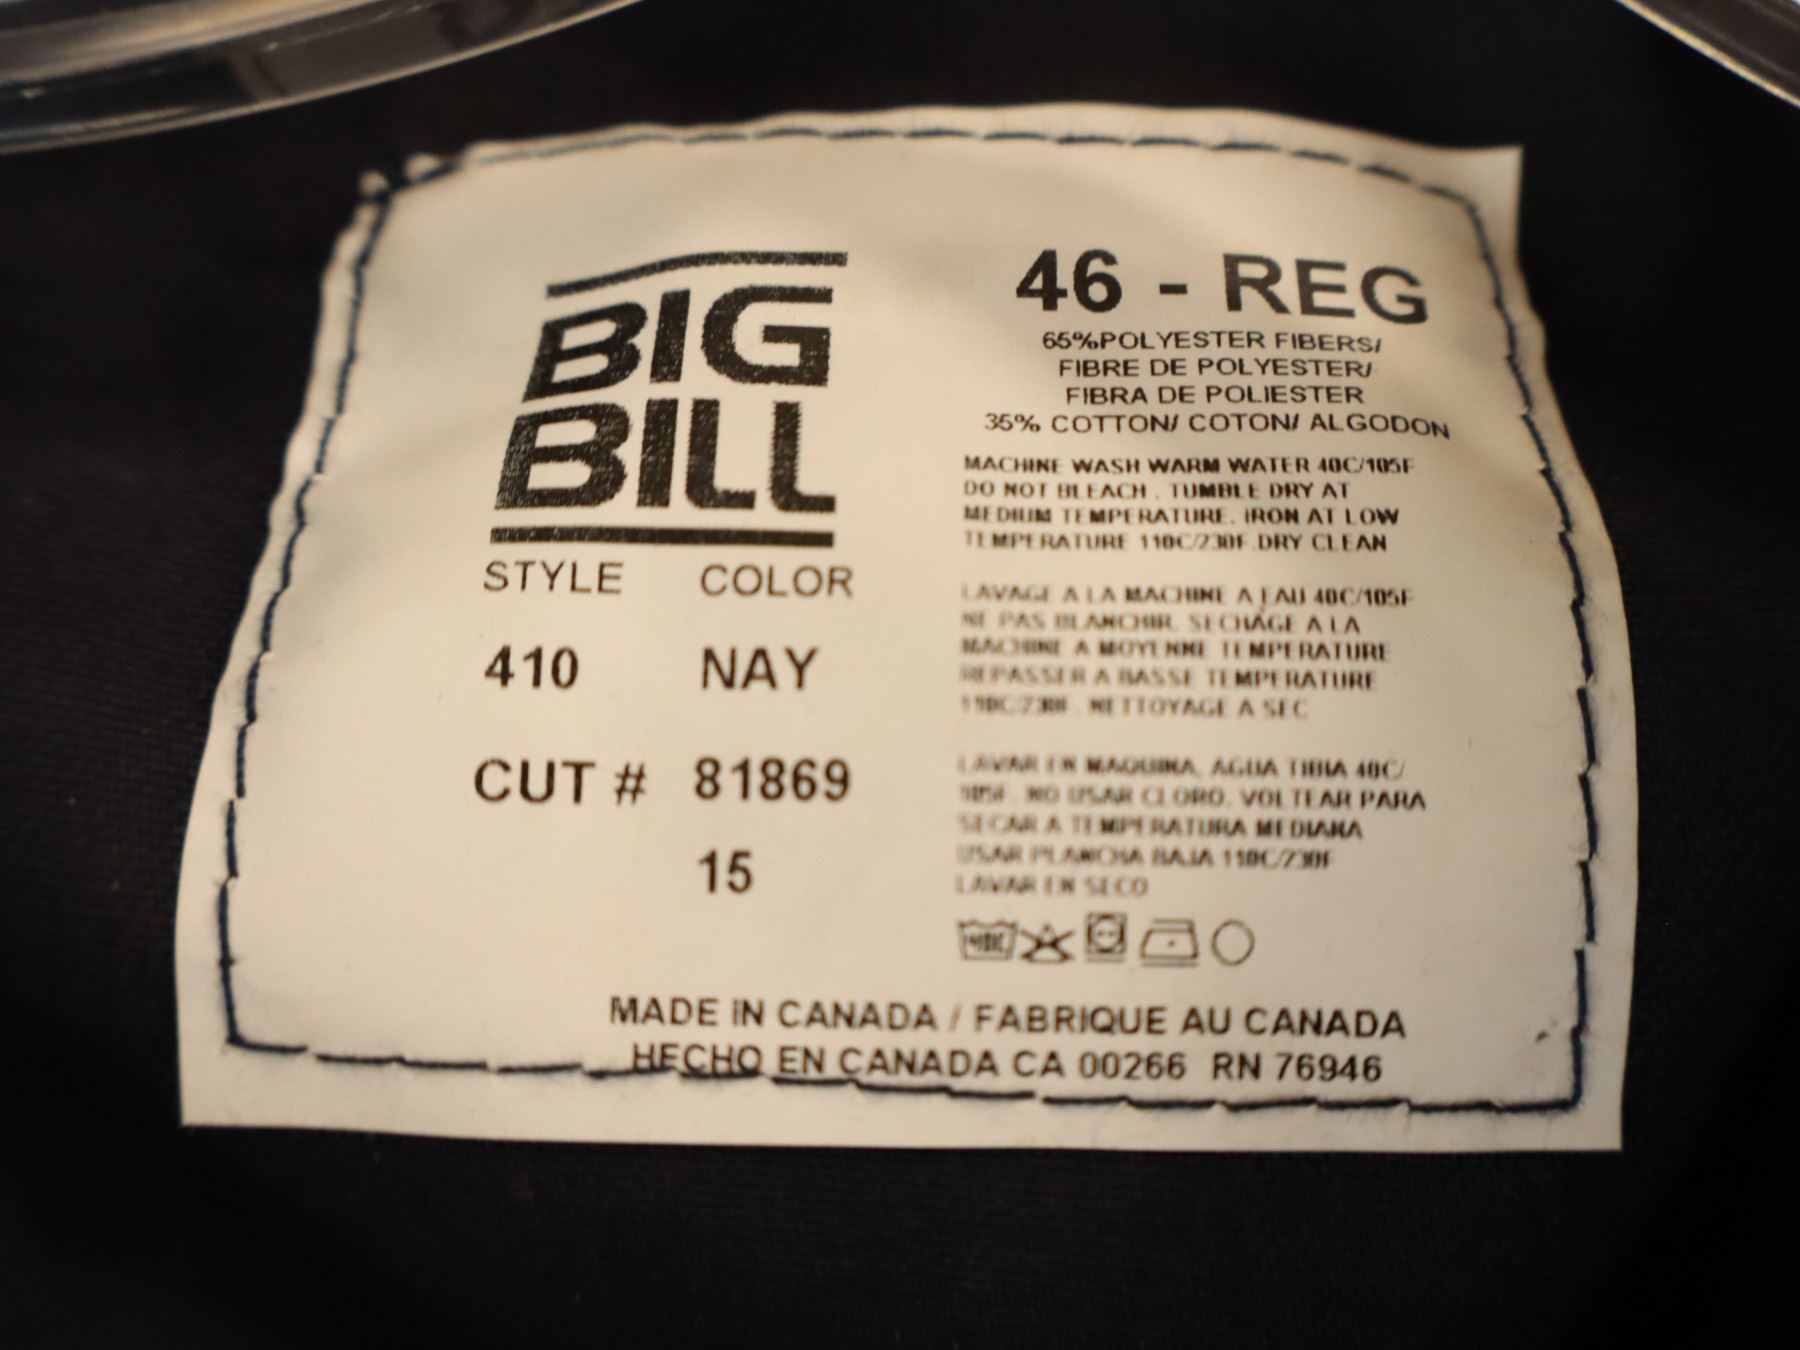 BIG
BILL
STYLE COLOR
410 NAY
CUT # 81869
15
46 - REG
65%POLYESTER FIBERS/
FIBRE DE POLYESTER/
FIBRA DE POLIESTER
35% COTTON/ COTON/ ALGODON
MACHINE WASH WARM WATER 40C/105F
DO NOT BLEACH . TUMBLE DRY AT
MEDIUM TEMPERATURE. IRON AT LOW
TEMPERATURE 110C/230F .DRY CLEAN
LAVAGE A LA MACHINE A EAU 40C/105F
NE PAS BLANCHIR. SECHAGE A LA
MACHINE A MOYENNE TEMPERATURE
REPASSER A BASSE TEMPERATURE
110C/230F . NETTOYAGE A SEC
LAVAR EN MAQUINA, AGUA TIBIA 40C/
105F . NO USAR CLORO. VOLTEAR PARA
SECAR A TEMPERATURA MEDIANA
USAR PLANCHA BAJA 110C/230F
LAVAR EN SECO
40C
MADE IN CANADA / FABRIQUE AU CANADA
HECHO EN CANADA CA 00266 RN 76946